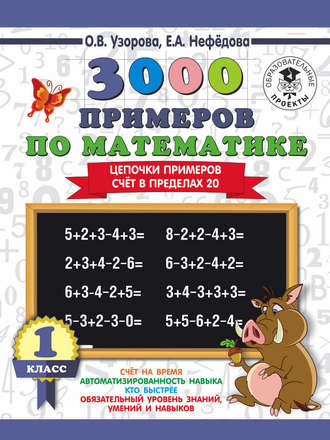 О.В. Узорова, Е.А. Нефёдова
ОБРАЗОВАТЕЛЬНЫЕ
ПРОЕКТЫ
3000
ПРИМЕРОВ
ПО МАТЕМАТИКЕ
ЦЕПОЧКИ ПРИМЕРОВ
СЧЁТ В ПРЕДЕЛАХ 20
5+2+3-4+3= 8-2+2-4+3=
2+3+4-2-6= 6-3+2-4+2=
6+3-4-2+5= 3+4-3+3+3=
5-3+2-3-0= 5+5-6+2-4=
1
КЛАСС
СЧЁТ НА ВРЕМЯ
АВТОМАТИЗИРОВАННОСТЬ НАВЫКА
КТО БЫСТРЕЕ
ОБЯЗАТЕЛЬНЫЙ УРОВЕНЬ ЗНАНИЙ,
УМЕНИЙ И НАВЫКОВ